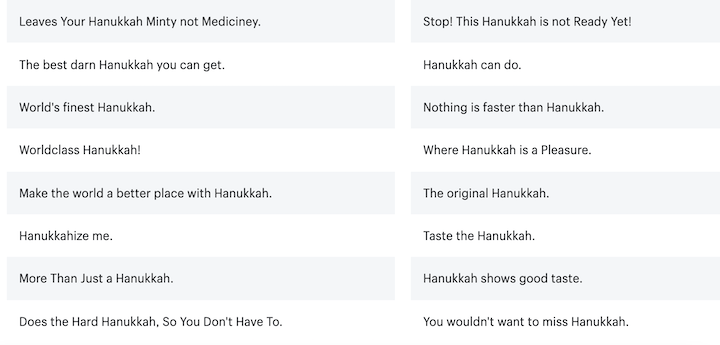 Leaves Your Hanukkah Minty not Mediciney.
Stop! This Hanukkah is not Ready Yet!
The best darn Hanukkah you can get.
Hanukkah can do.
World's finest Hanukkah.
Nothing is faster than Hanukkah.
Worldclass Hanukkah!
Where Hanukkah is a Pleasure.
Make the world a better place with Hanukkah.
The original Hanukkah.
Hanukkahize me.
Taste the Hanukkah.
More Than Just a Hanukkah.
Hanukkah shows good taste.
Does the Hard Hanukkah, So You Don't Have To.
You wouldn't want to miss Hanukkah.